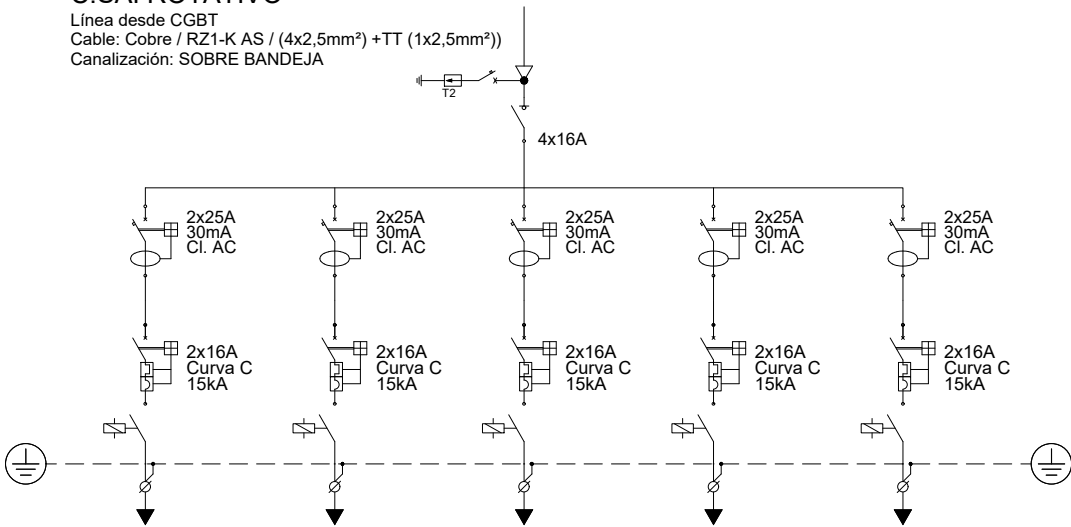 Línea desde CGBT
Cable: Cobre / RZ1-K AS / (4x2,5mm²) +TT (1x2,5mm²))
Canalización: SOBRE BANDEJA
T2
4x16A
2x25A
30mA
Cl. AC
2x25A
30mA
Cl. AC
2x25A
30mA
Cl. AC
2x25A
30mA
Cl. AC
2x25A
30mA
Cl. AC
2x16A
Curva C
15kA
2x16A
Curva C
15kA
2x16A
Curva C
15kA
2x16A
Curva C
15kA
2x16A
Curva C
15kA